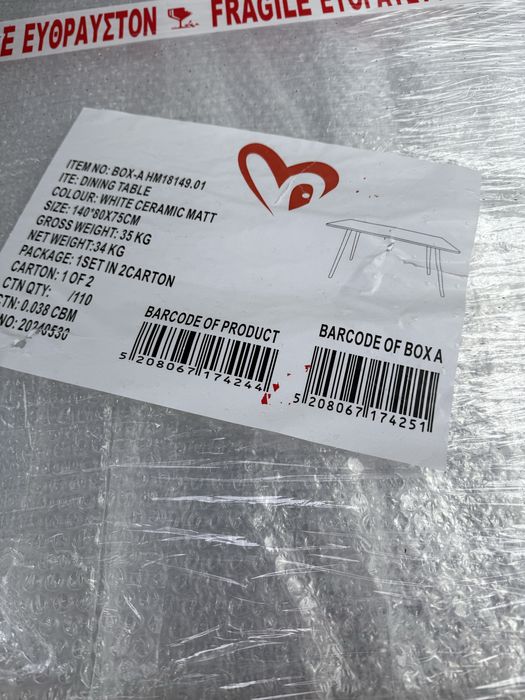 ΕΥΘΡΑΥΣΤΟΝ FRAGILE
ITEM NO: BOX-A HM18149.01
ITE: DINING TABLE
COLOUR: WHITE CERAMIC MATT
SIZE: 140*80X75CM
GROSS WEIGHT: 35 KG
NET WEIGHT:34 KG
PACKAGE: 1SET IN 2CARTON
CARTON: 1 OF 2
CTN QTY: /110
CTN: 0.038 CBM
NO: 20248530
BARCODE OF PRODUCT
5 208067 174244
BARCODE OF BOX A
5 208067 174251